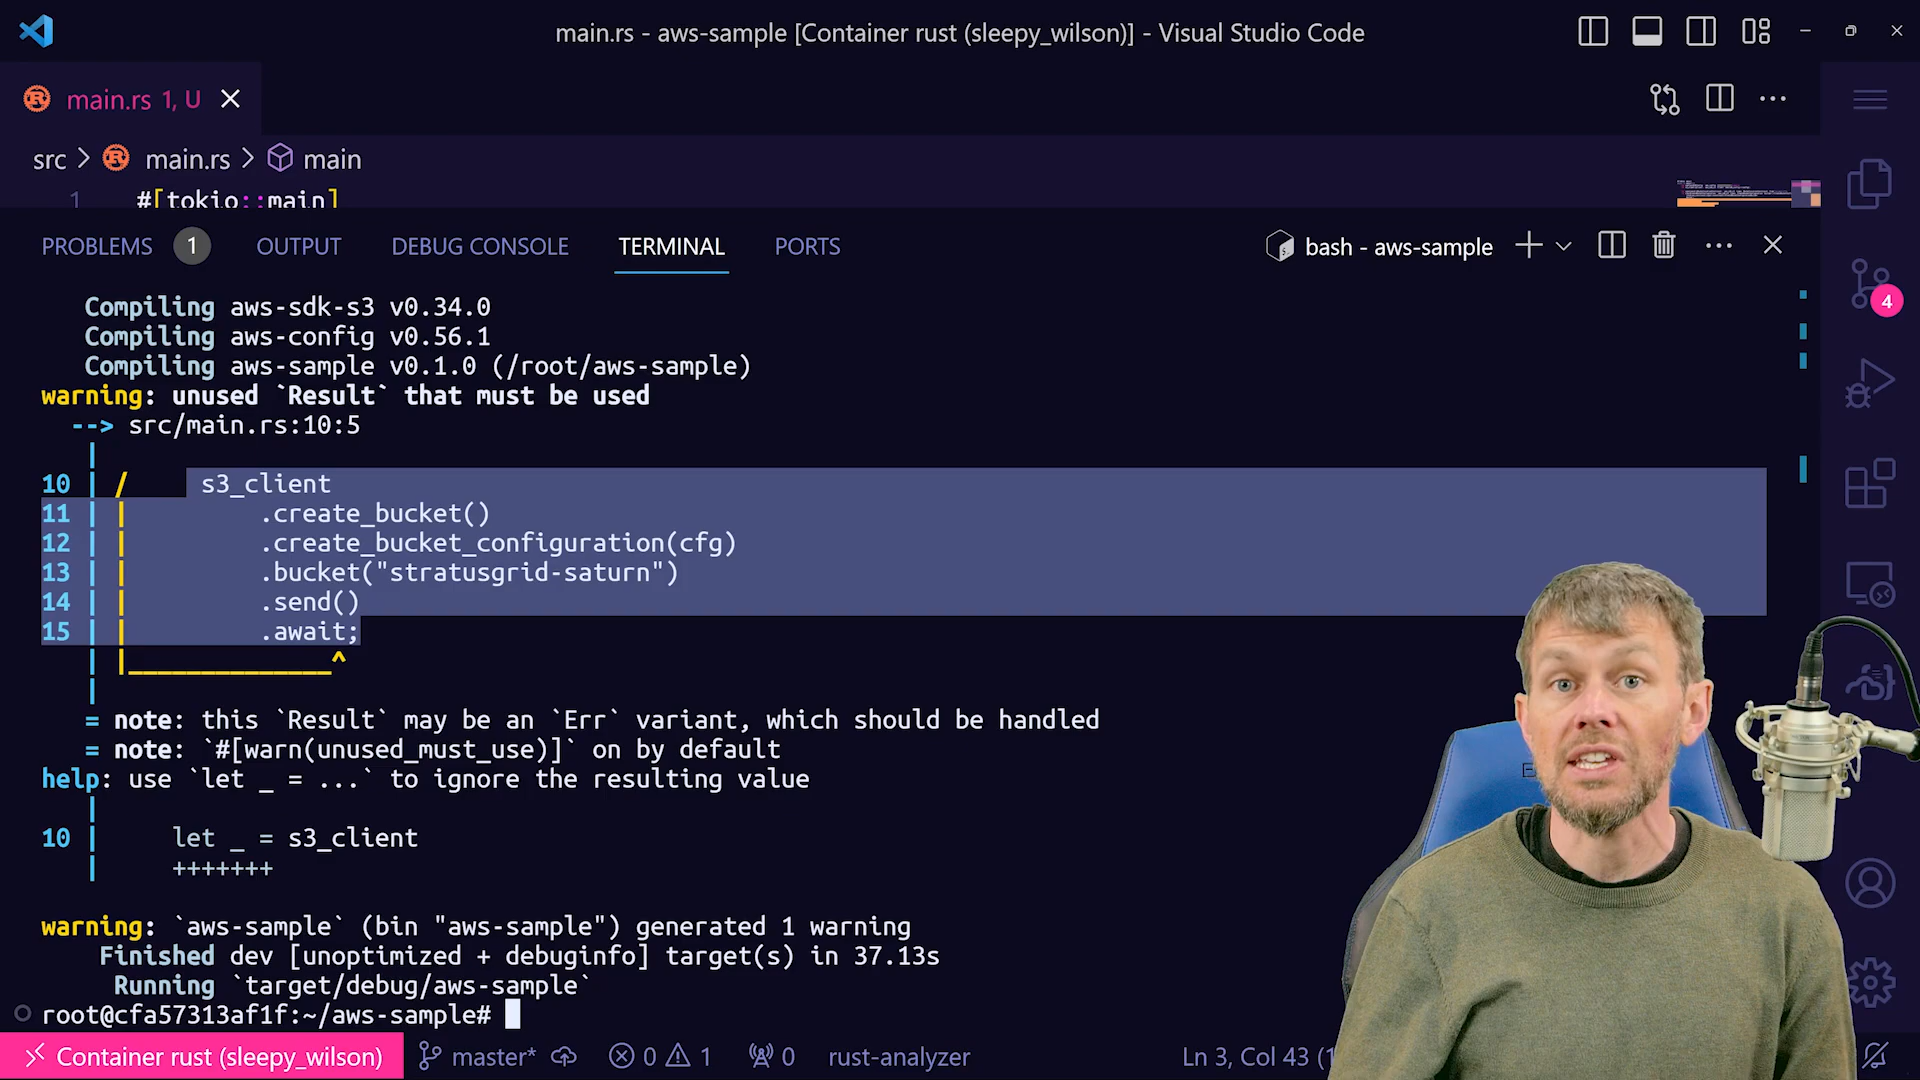 main.rs - aws-sample [Container rust (sleepy_wilson)] - Visual Studio Code
main.rs 1, U
src > main.rs > main
1 #[tokio::main]
PROBLEMS 1 OUTPUT DEBUG CONSOLE TERMINAL PORTS bash - aws-sample
Compiling aws-sdk-s3 v0.34.0
Compiling aws-config v0.56.1
Compiling aws-sample v0.1.0 (/root/aws-sample)
warning: unused `Result` that must be used
--> src/main.rs:10:5
|
10 | / s3_client
11 | | .create_bucket()
12 | | .create_bucket_configuration(cfg)
13 | | .bucket("stratusgrid-saturn")
14 | | .send()
15 | | .await;
| |______________^
|
= note: this `Result` may be an `Err` variant, which should be handled
= note: `#[warn(unused_must_use)]` on by default
help: use `let _ = ...` to ignore the resulting value
|
10 | let _ = s3_client
| +++++++
warning: `aws-sample` (bin "aws-sample") generated 1 warning
Finished dev [unoptimized + debuginfo] target(s) in 37.13s
Running `target/debug/aws-sample`
root@cfa57313af1f:~/aws-sample#
Container rust (sleepy_wilson) master* 0 1 0 rust-analyzer Ln 3, Col 43 (1
4